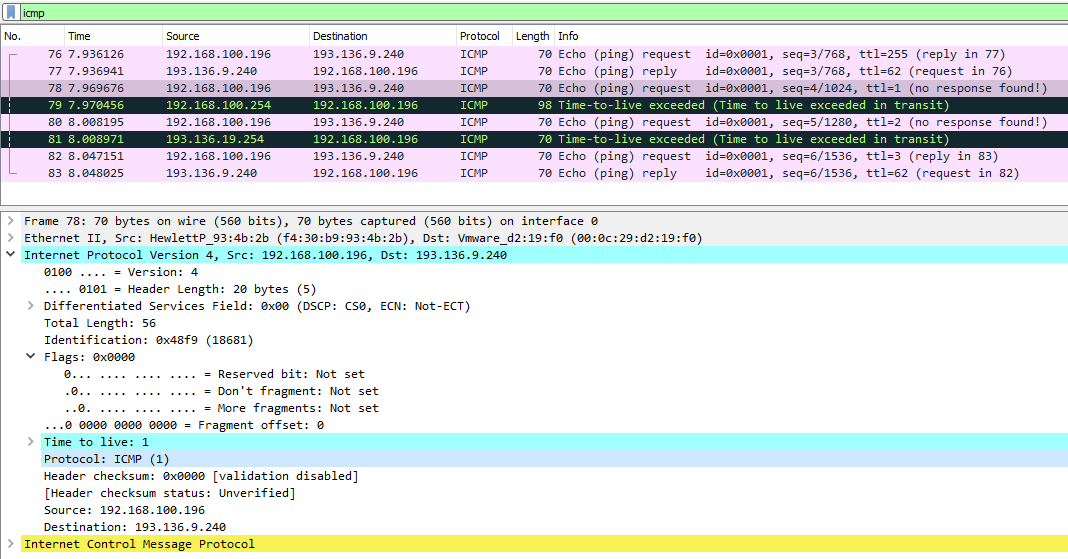 icmp
No. Time Source Destination Protocol Length Info
76 7.936126 192.168.100.196 193.136.9.240 ICMP 70 Echo (ping) request id=0x0001, seq=3/768, ttl=255 (reply in 77)
77 7.936941 193.136.9.240 192.168.100.196 ICMP 70 Echo (ping) reply id=0x0001, seq=3/768, ttl=62 (request in 76)
78 7.969676 192.168.100.196 193.136.9.240 ICMP 70 Echo (ping) request id=0x0001, seq=4/1024, ttl=1 (no response found!)
79 7.970456 192.168.100.254 192.168.100.196 ICMP 98 Time-to-live exceeded (Time to live exceeded in transit)
80 8.008195 192.168.100.196 193.136.9.240 ICMP 70 Echo (ping) request id=0x0001, seq=5/1280, ttl=2 (no response found!)
81 8.008971 193.136.19.254 192.168.100.196 ICMP 70 Time-to-live exceeded (Time to live exceeded in transit)
82 8.047151 192.168.100.196 193.136.9.240 ICMP 70 Echo (ping) request id=0x0001, seq=6/1536, ttl=3 (reply in 83)
83 8.048025 193.136.9.240 192.168.100.196 ICMP 70 Echo (ping) reply id=0x0001, seq=6/1536, ttl=62 (request in 82)
Frame 78: 70 bytes on wire (560 bits), 70 bytes captured (560 bits) on interface 0
Ethernet II, Src: HewlettP_93:4b:2b (f4:30:b9:93:4b:2b), Dst: Vmware_d2:19:f0 (00:0c:29:d2:19:f0)
Internet Protocol Version 4, Src: 192.168.100.196, Dst: 193.136.9.240
0100 .... = Version: 4
.... 0101 = Header Length: 20 bytes (5)
Differentiated Services Field: 0x00 (DSCP: CS0, ECN: Not-ECT)
Total Length: 56
Identification: 0x48f9 (18681)
Flags: 0x0000
0... .... .... .... = Reserved bit: Not set
.0.. .... .... .... = Don't fragment: Not set
..0. .... .... .... = More fragments: Not set
...0 0000 0000 0000 = Fragment offset: 0
Time to live: 1
Protocol: ICMP (1)
Header checksum: 0x0000 [validation disabled]
[Header checksum status: Unverified]
Source: 192.168.100.196
Destination: 193.136.9.240
Internet Control Message Protocol